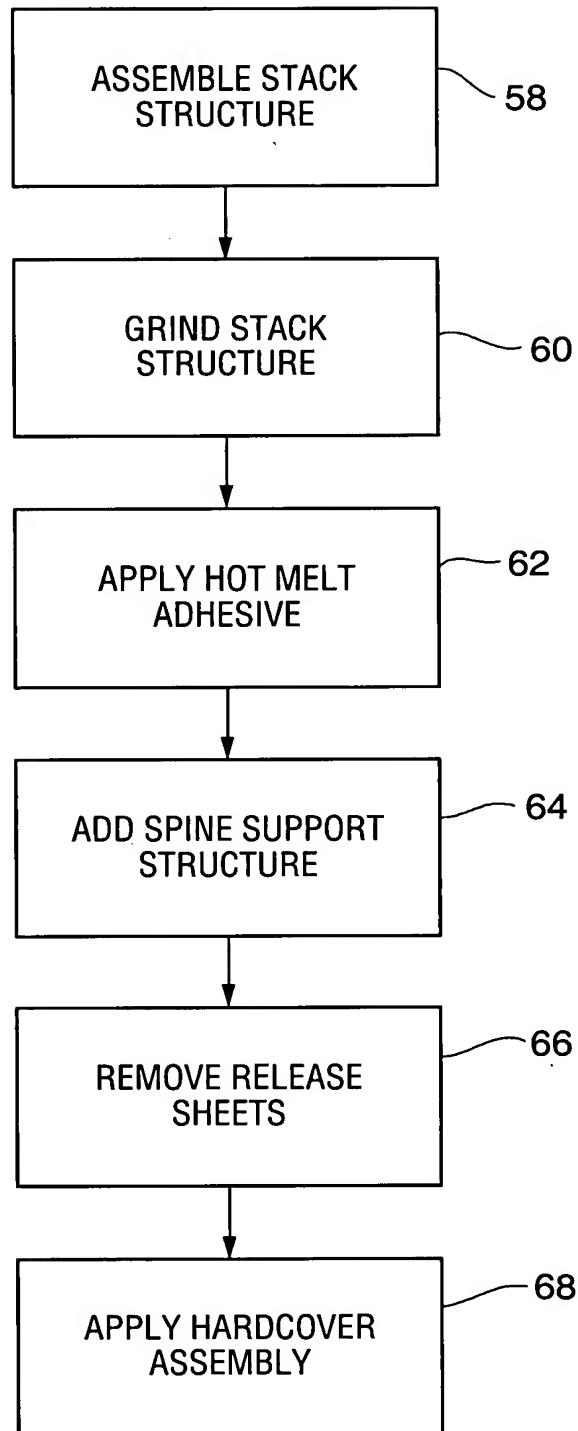 ASSEMBLE STACK
STRUCTURE
58
GRIND STACK
STRUCTURE
60
APPLY HOT MELT
ADHESIVE
62
ADD SPINE SUPPORT
STRUCTURE
64
REMOVE RELEASE
SHEETS
66
APPLY HARDCOVER
ASSEMBLY
68